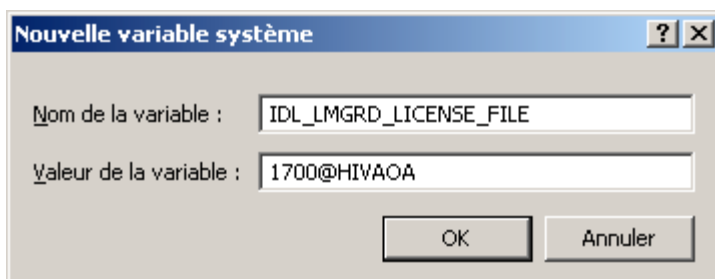 Nouvelle variable système
Nom de la variable : IDL_LMGRD_LICENSE_FILE
Valeur de la variable : 1700@HIVAOA
OK Annuler